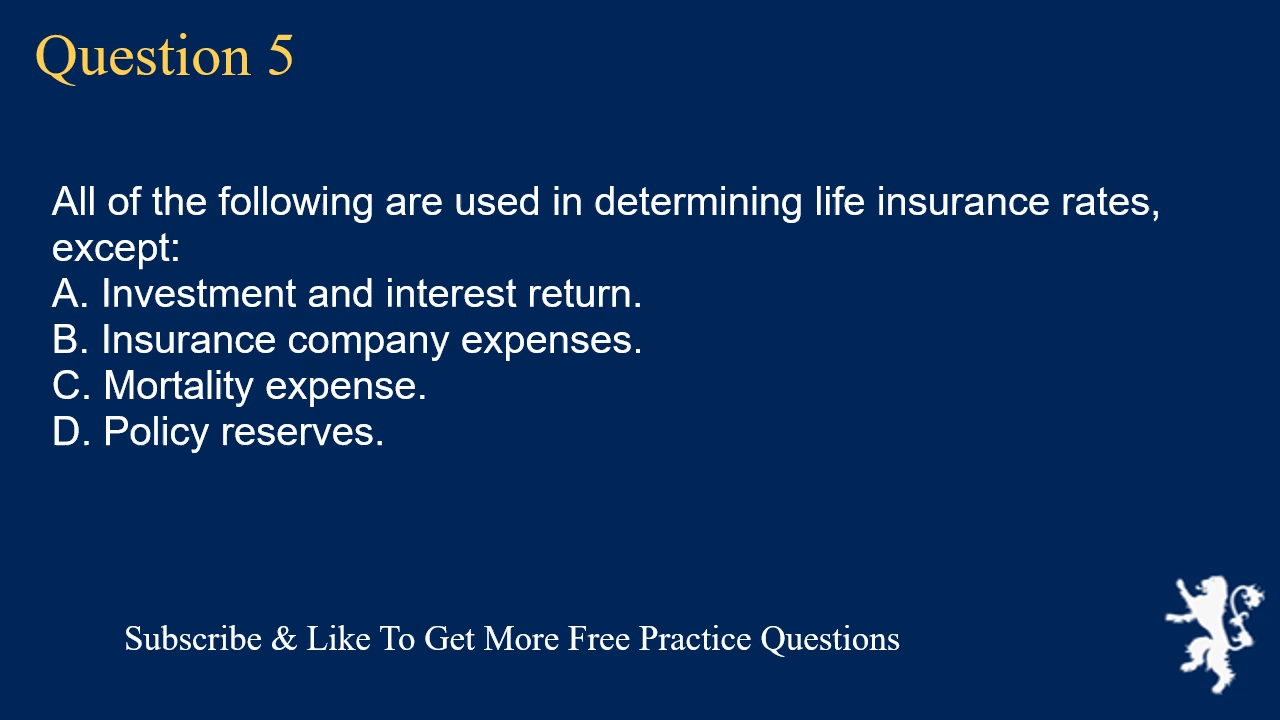 Question 5
All of the following are used in determining life insurance rates,
except:
A. Investment and interest return.
B. Insurance company expenses.
C. Mortality expense.
D. Policy reserves.
Subscribe & Like To Get More Free Practice Questions